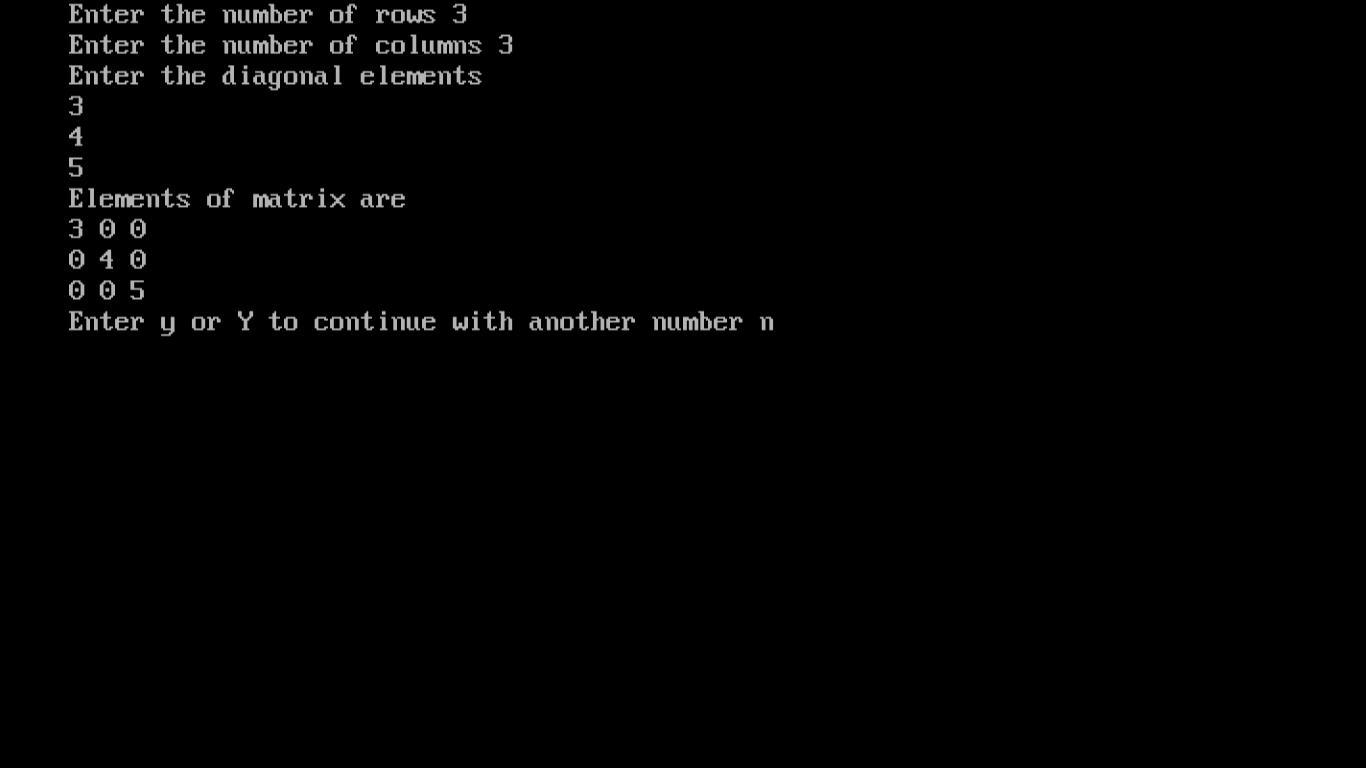 Enter the number of rows 3
Enter the number of columns 3
Enter the diagonal elements
3
4
5
Elements of matrix are
3 0 0
0 4 0
0 0 5
Enter y or Y to continue with another number n